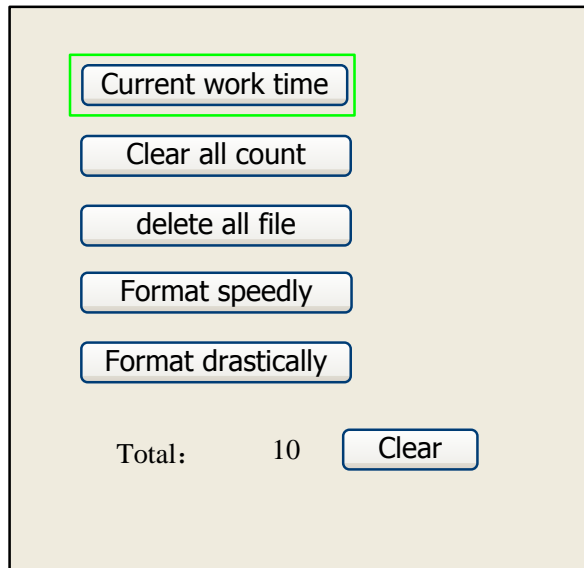 Current work time
Clear all count
delete all file
Format speedly
Format drastically
Total： 10 Clear